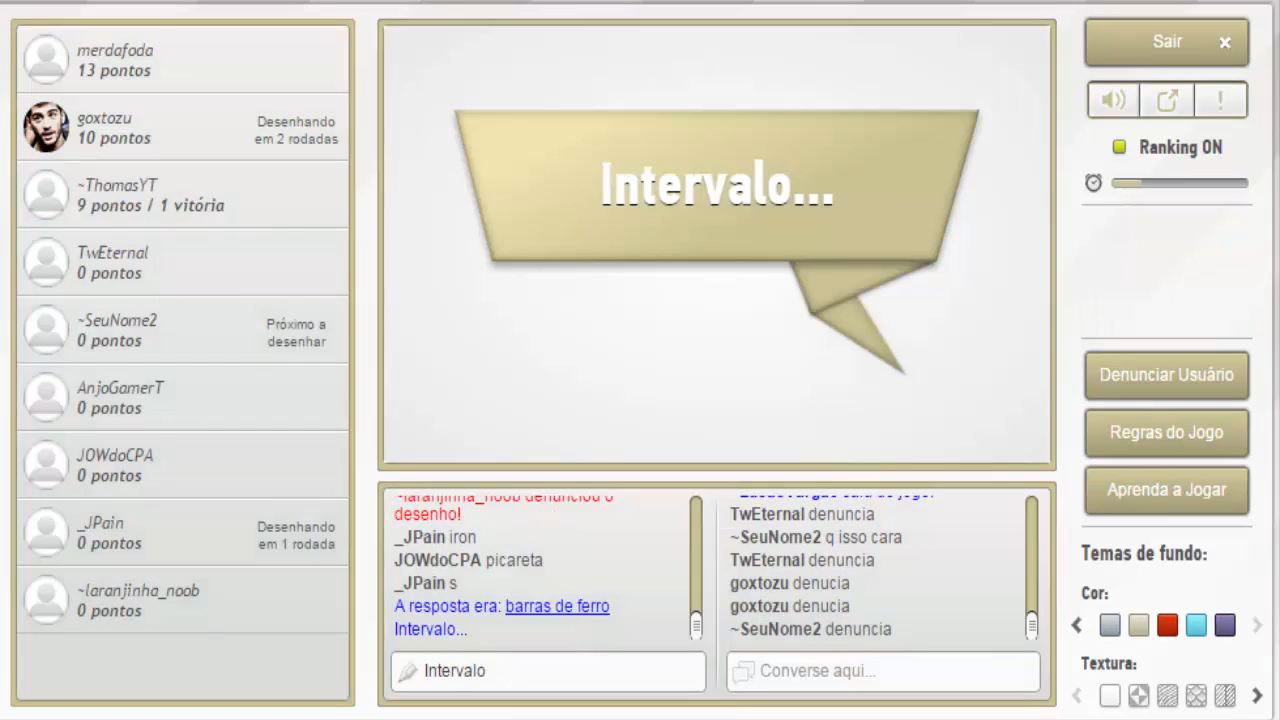 merdafoda
13 pontos
goxtozu
10 pontos
Desenhando
em 2 rodadas
~ThomasYT
9 pontos / 1 vitória
TwEternal
0 pontos
~SeuNome2
0 pontos
Próximo a
desenhar
AnjoGamerT
0 pontos
JOWdoCPA
0 pontos
_JPain
0 pontos
Desenhando
em 1 rodada
~laranjinha_noob
0 pontos
Intervalo...
~laranjinha_noob denunciou o
desenho!
_JPain iron
JOWdoCPA picareta
_JPain s
A resposta era: barras de ferro
Intervalo...
Intervalo
TwEternal denuncia
~SeuNome2 q isso cara
TwEternal denuncia
goxtozu denucia
goxtozu denucia
~SeuNome2 denuncia
Converse aqui...
Sair
Ranking ON
Denunciar Usuário
Regras do Jogo
Aprenda a Jogar
Temas de fundo:
Cor:
Textura: